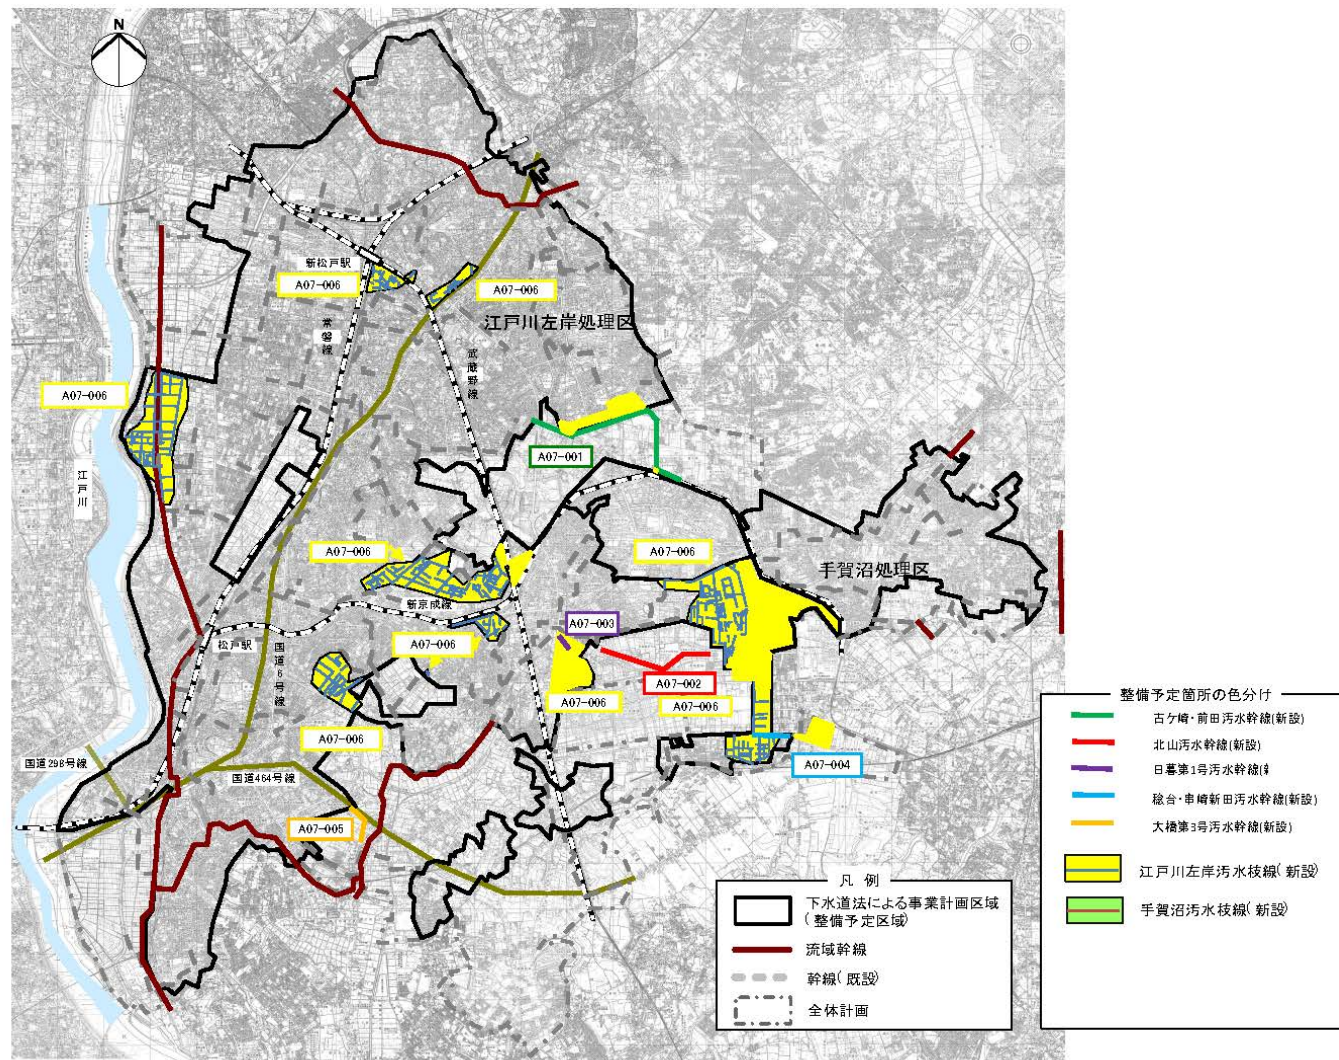 N
新松戸駅
A07-006
A07-006
江戸川左岸処理区
常磐線
武蔵野線
A07-006
A07-001
江戸川
A07-006
A07-006
手賀沼処理区
新京成線
A07-003
松戸駅
国道6号線
A07-006
A07-002
A07-006
A07-006
A07-006
国道298号線
国道464号線
A07-004
A07-005
整備予定箇所の色分け
古ケ崎・前田汚水幹線(新設)
北山汚水幹線(新設)
日暮第1号汚水幹線(
稔台・串崎新田汚水幹線(新設)
大橋第3号汚水幹線(新設)
江戸川左岸汚水枝線(新設)
手賀沼汚水枝線(新設)
凡例
下水道法による事業計画区域
(整備予定区域)
流域幹線
幹線(既設)
全体計画